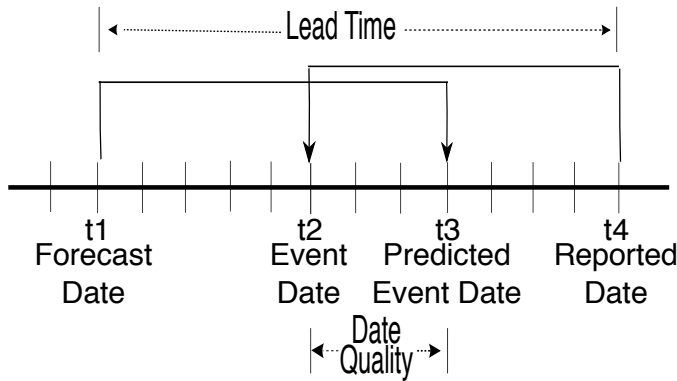 Lead Time
t1 t2 t3 t4
Forecast Event Predicted Reported
Date Date Event Date Date
Date
Quality